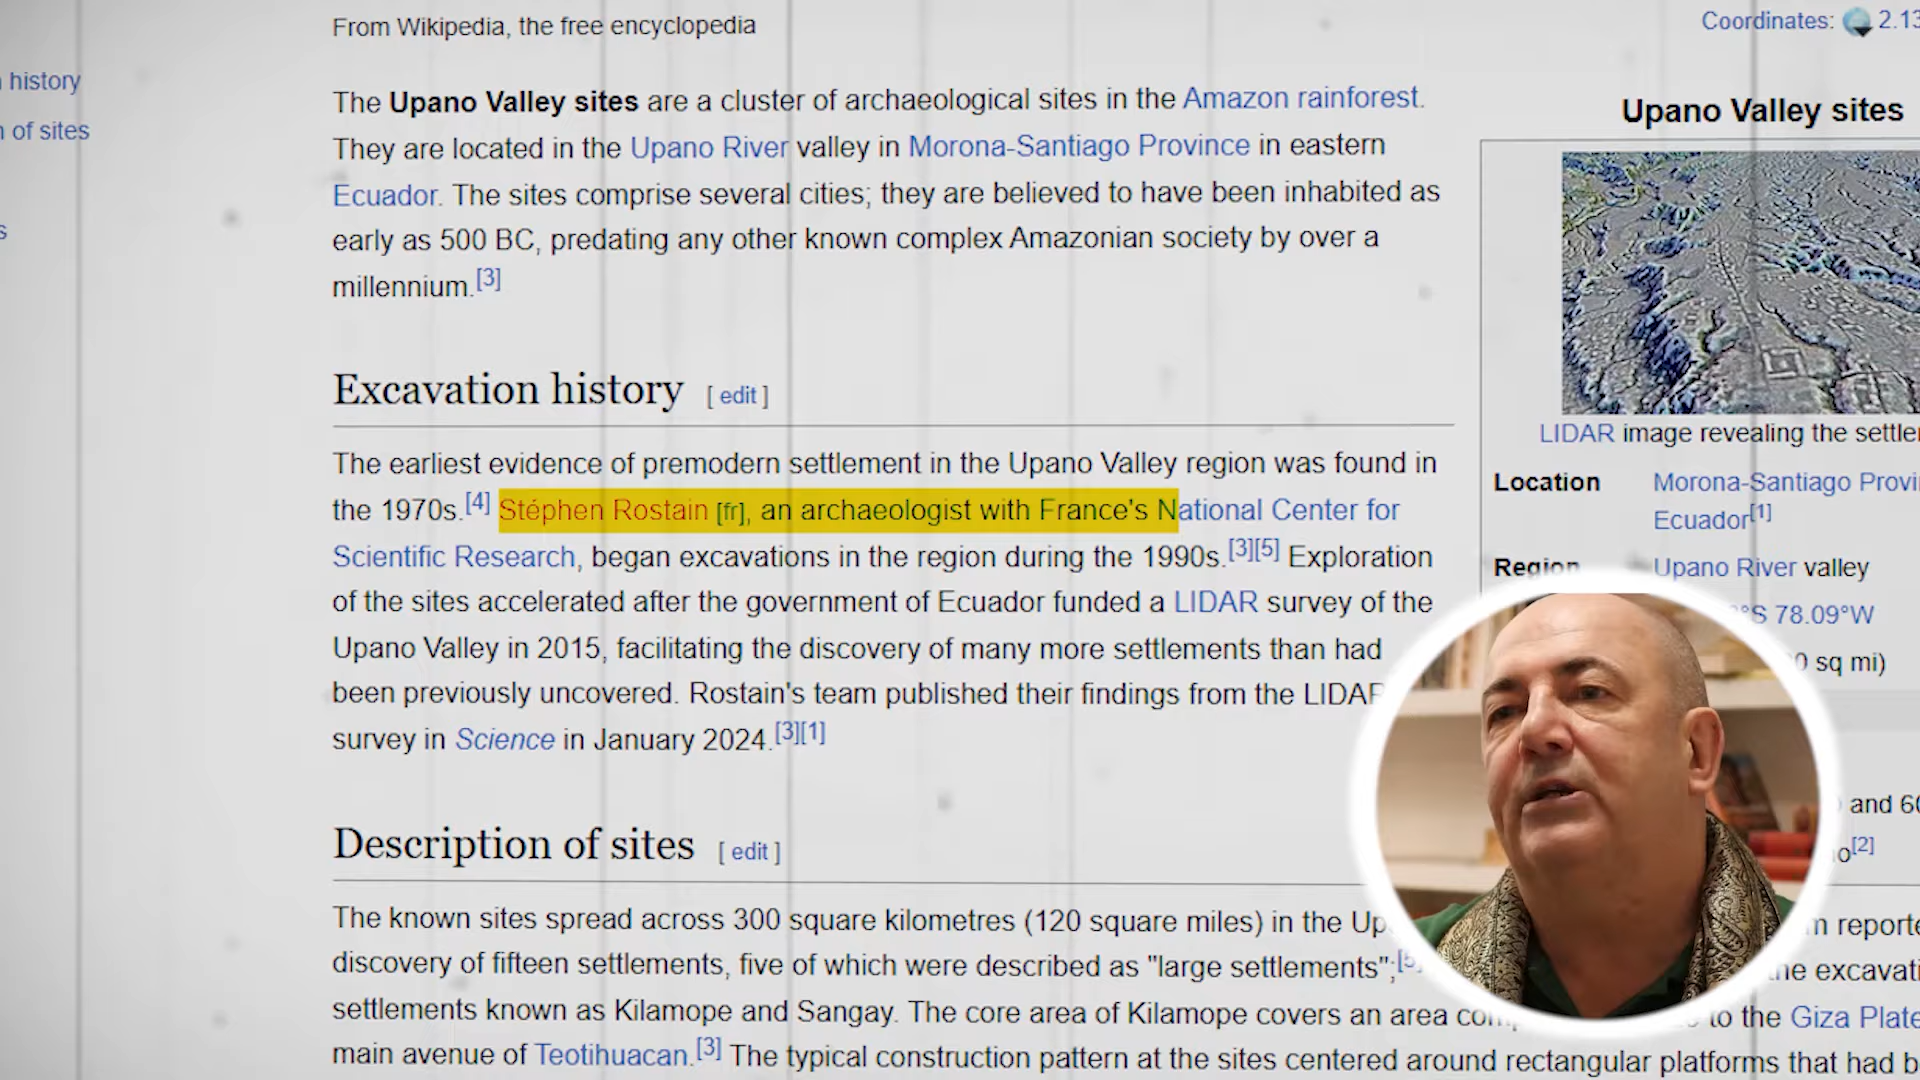 From Wikipedia, the free encyclopedia
Coordinates: 2.13
history
of sites
s
The Upano Valley sites are a cluster of archaeological sites in the Amazon rainforest.
They are located in the Upano River valley in Morona-Santiago Province in eastern
Ecuador. The sites comprise several cities; they are believed to have been inhabited as
early as 500 BC, predating any other known complex Amazonian society by over a
millennium.[3]
Excavation history [ edit ]
The earliest evidence of premodern settlement in the Upano Valley region was found in
the 1970s.[4] Stéphen Rostain [fr], an archaeologist with France's National Center for
Scientific Research, began excavations in the region during the 1990s.[3][5] Exploration
of the sites accelerated after the government of Ecuador funded a LIDAR survey of the
Upano Valley in 2015, facilitating the discovery of many more settlements than had
been previously uncovered. Rostain's team published their findings from the LIDAR
survey in Science in January 2024.[3][1]
Description of sites [ edit ]
The known sites spread across 300 square kilometres (120 square miles) in the Up
discovery of fifteen settlements, five of which were described as "large settlements";[5]
settlements known as Kilamope and Sangay. The core area of Kilamope covers an area com to the Giza Plate
main avenue of Teotihuacan.[3] The typical construction pattern at the sites centered around rectangular platforms that had b
Upano Valley sites
LIDAR image revealing the settle
Location Morona-Santiago Provi
Ecuador[1]
Region Upano River valley
°S 78.09°W
0 sq mi)
and 60
o[2]
m reporte
he excavati